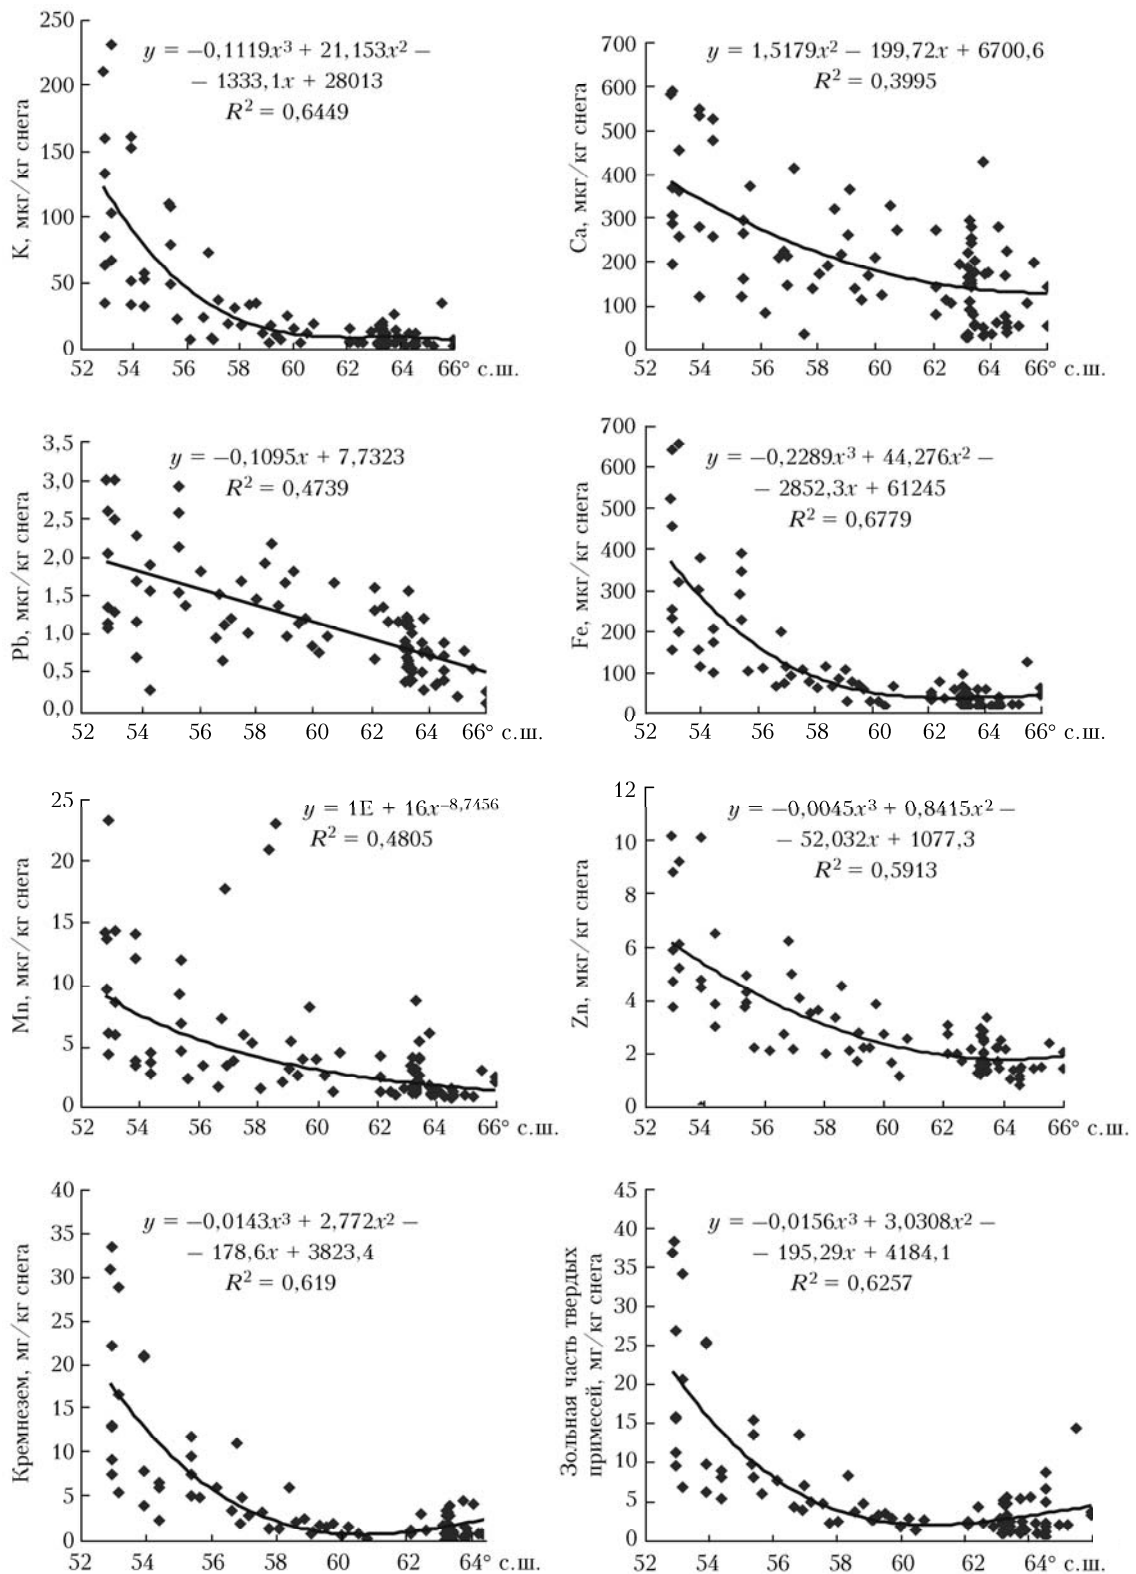 K, мкг/кг снега
250
200
150
100
50
0
y = −0,1119x³ + 21,153x² −
− 1333,1x + 28013
R² = 0,6449
52 54 56 58 60 62 64 66° с.ш.
Ca, мкг/кг снега
700
600
500
400
300
200
100
0
y = 1,5179x² − 199,72x + 6700,6
R² = 0,3995
52 54 56 58 60 62 64 66° с.ш.
Pb, мкг/кг снега
3,5
3,0
2,5
2,0
1,5
1,0
0,5
0,0
y = −0,1095x + 7,7323
R² = 0,4739
52 54 56 58 60 62 64 66° с.ш.
Fe, мкг/кг снега
700
600
500
400
300
200
100
0
y = −0,2289x³ + 44,276x² −
− 2852,3x + 61245
R² = 0,6779
52 54 56 58 60 62 64 66° с.ш.
Mn, мкг/кг снега
25
20
15
10
5
0
y = 1E + 16x⁻⁸,⁷⁴⁵⁶
R² = 0,4805
52 54 56 58 60 62 64 66° с.ш.
Zn, мкг/кг снега
12
10
8
6
4
2
0
y = −0,0045x³ + 0,8415x² −
− 52,032x + 1077,3
R² = 0,5913
52 54 56 58 60 62 64 66° с.ш.
Кремнезем, мг/кг снега
40
35
30
25
20
15
10
5
0
y = −0,0143x³ + 2,772x² −
− 178,6x + 3823,4
R² = 0,619
52 54 56 58 60 62 64° с.ш.
Зольная часть твердых
примесей, мг/кг снега
45
40
35
30
25
20
15
10
5
0
y = −0,0156x³ + 3,0308x² −
− 195,29x + 4184,1
R² = 0,6257
52 54 56 58 60 62 64° с.ш.